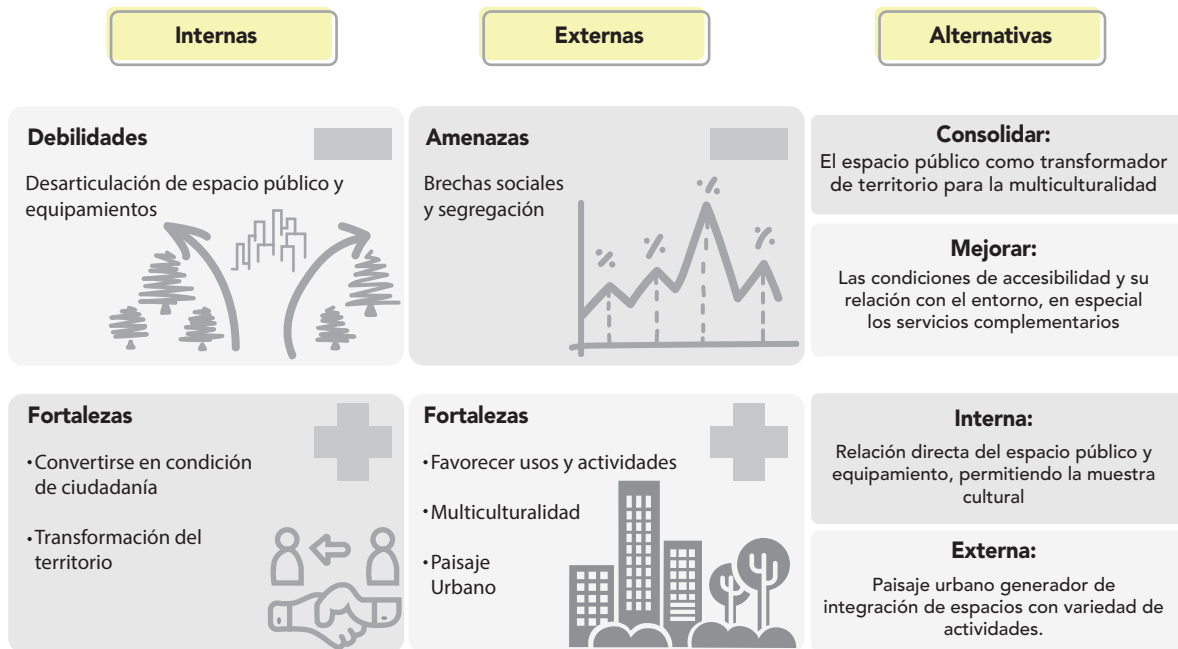 Internas
Externas
Alternativas
Debilidades
Desarticulación de espacio público y
equipamientos
Amenazas
Brechas sociales
y segregación
Consolidar:
El espacio público como transformador
de territorio para la multiculturalidad
Mejorar:
Las condiciones de accesibilidad y su
relación con el entorno, en especial
los servicios complementarios
Fortalezas
•Convertirse en condición
de ciudadanía
•Transformación del
territorio
Fortalezas
•Favorecer usos y actividades
•Multiculturalidad
•Paisaje
Urbano
Interna:
Relación directa del espacio público y
equipamiento, permitiendo la muestra
cultural
Externa:
Paisaje urbano generador de
integración de espacios con variedad de
actividades.